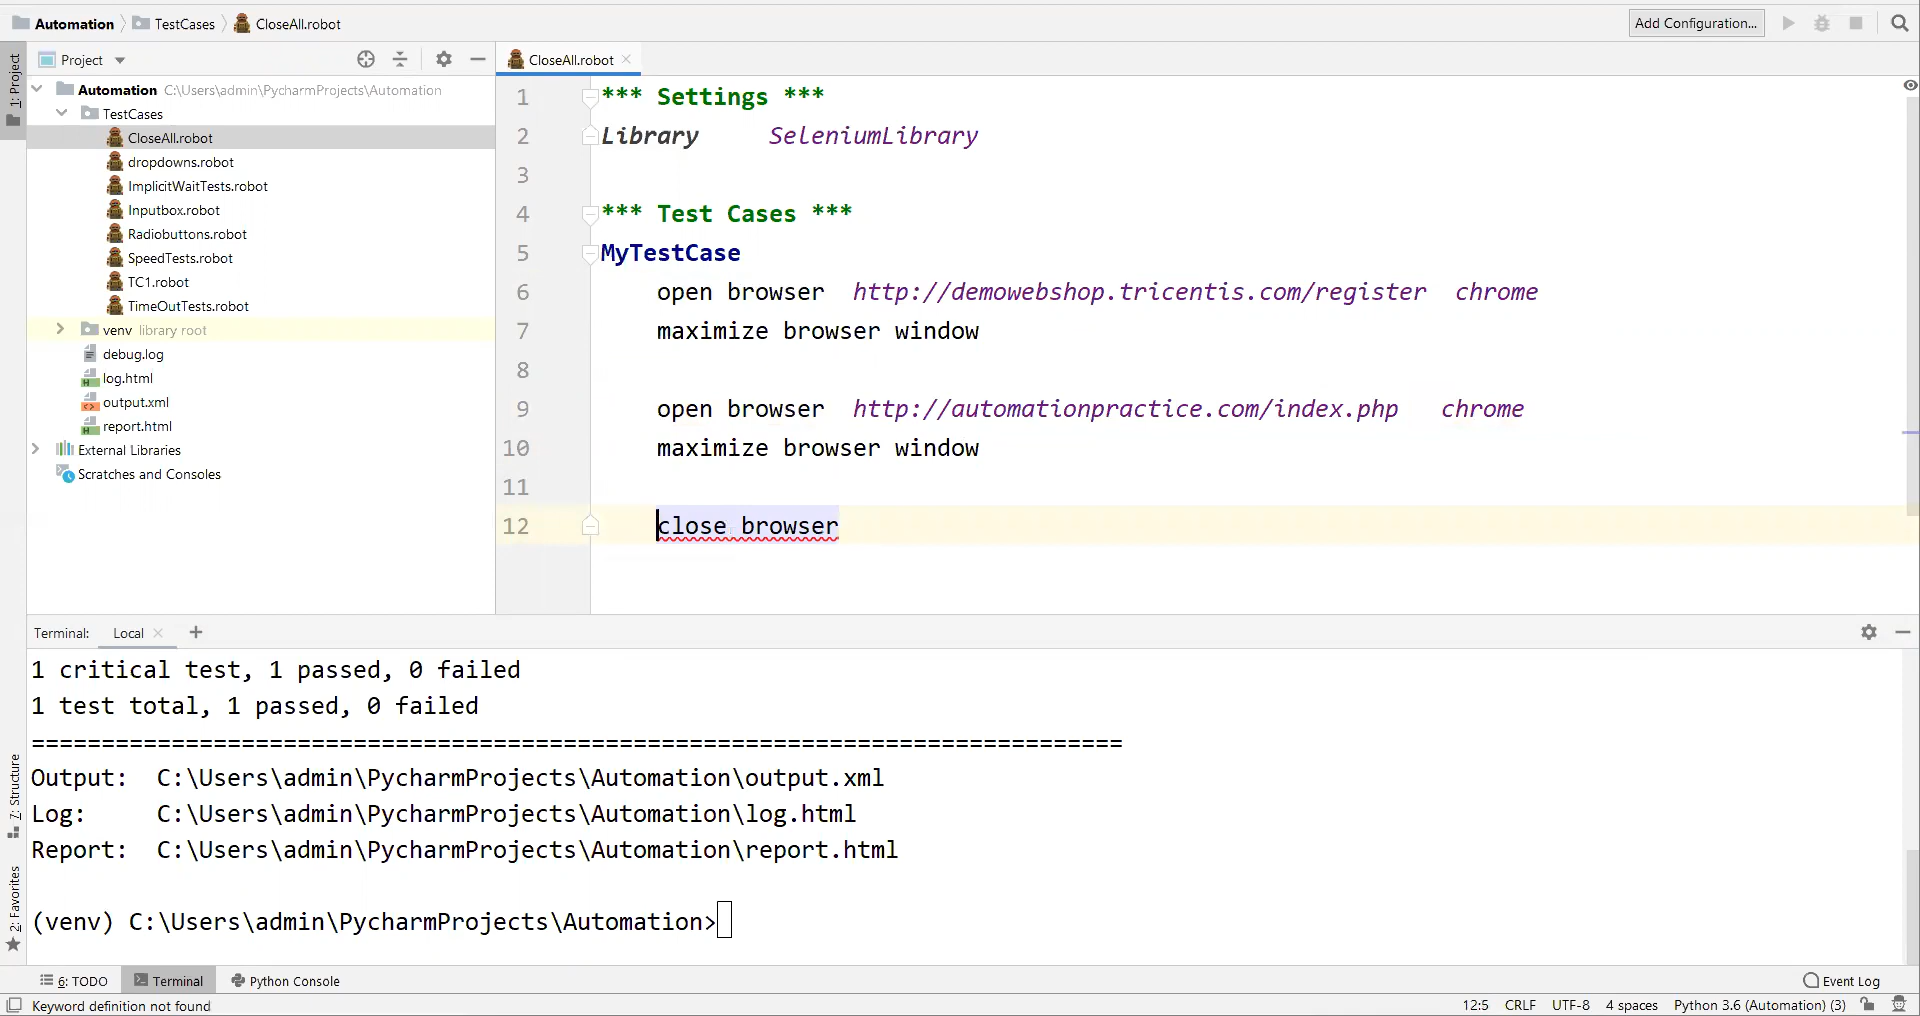 Automation TestCases CloseAll.robot Add Configuration...
1: Project
Project
CloseAll.robot
Automation C:\Users\admin\PycharmProjects\Automation
TestCases
CloseAll.robot
dropdowns.robot
ImplicitWaitTests.robot
Inputbox.robot
Radiobuttons.robot
SpeedTests.robot
TC1.robot
TimeOutTests.robot
venv library root
debug.log
log.html
output.xml
report.html
External Libraries
Scratches and Consoles
1 *** Settings ***
2 Library SeleniumLibrary
3
4 *** Test Cases ***
5 MyTestCase
6 open browser http://demowebshop.tricentis.com/register chrome
7 maximize browser window
8
9 open browser http://automationpractice.com/index.php chrome
10 maximize browser window
11
12 close browser
Terminal: Local +
1 critical test, 1 passed, 0 failed
1 test total, 1 passed, 0 failed
==============================================================================
Output: C:\Users\admin\PycharmProjects\Automation\output.xml
Log: C:\Users\admin\PycharmProjects\Automation\log.html
Report: C:\Users\admin\PycharmProjects\Automation\report.html
(venv) C:\Users\admin\PycharmProjects\Automation>
7: Structure
2: Favorites
6: TODO Terminal Python Console Event Log
Keyword definition not found 12:5 CRLF UTF-8 4 spaces Python 3.6 (Automation) (3)